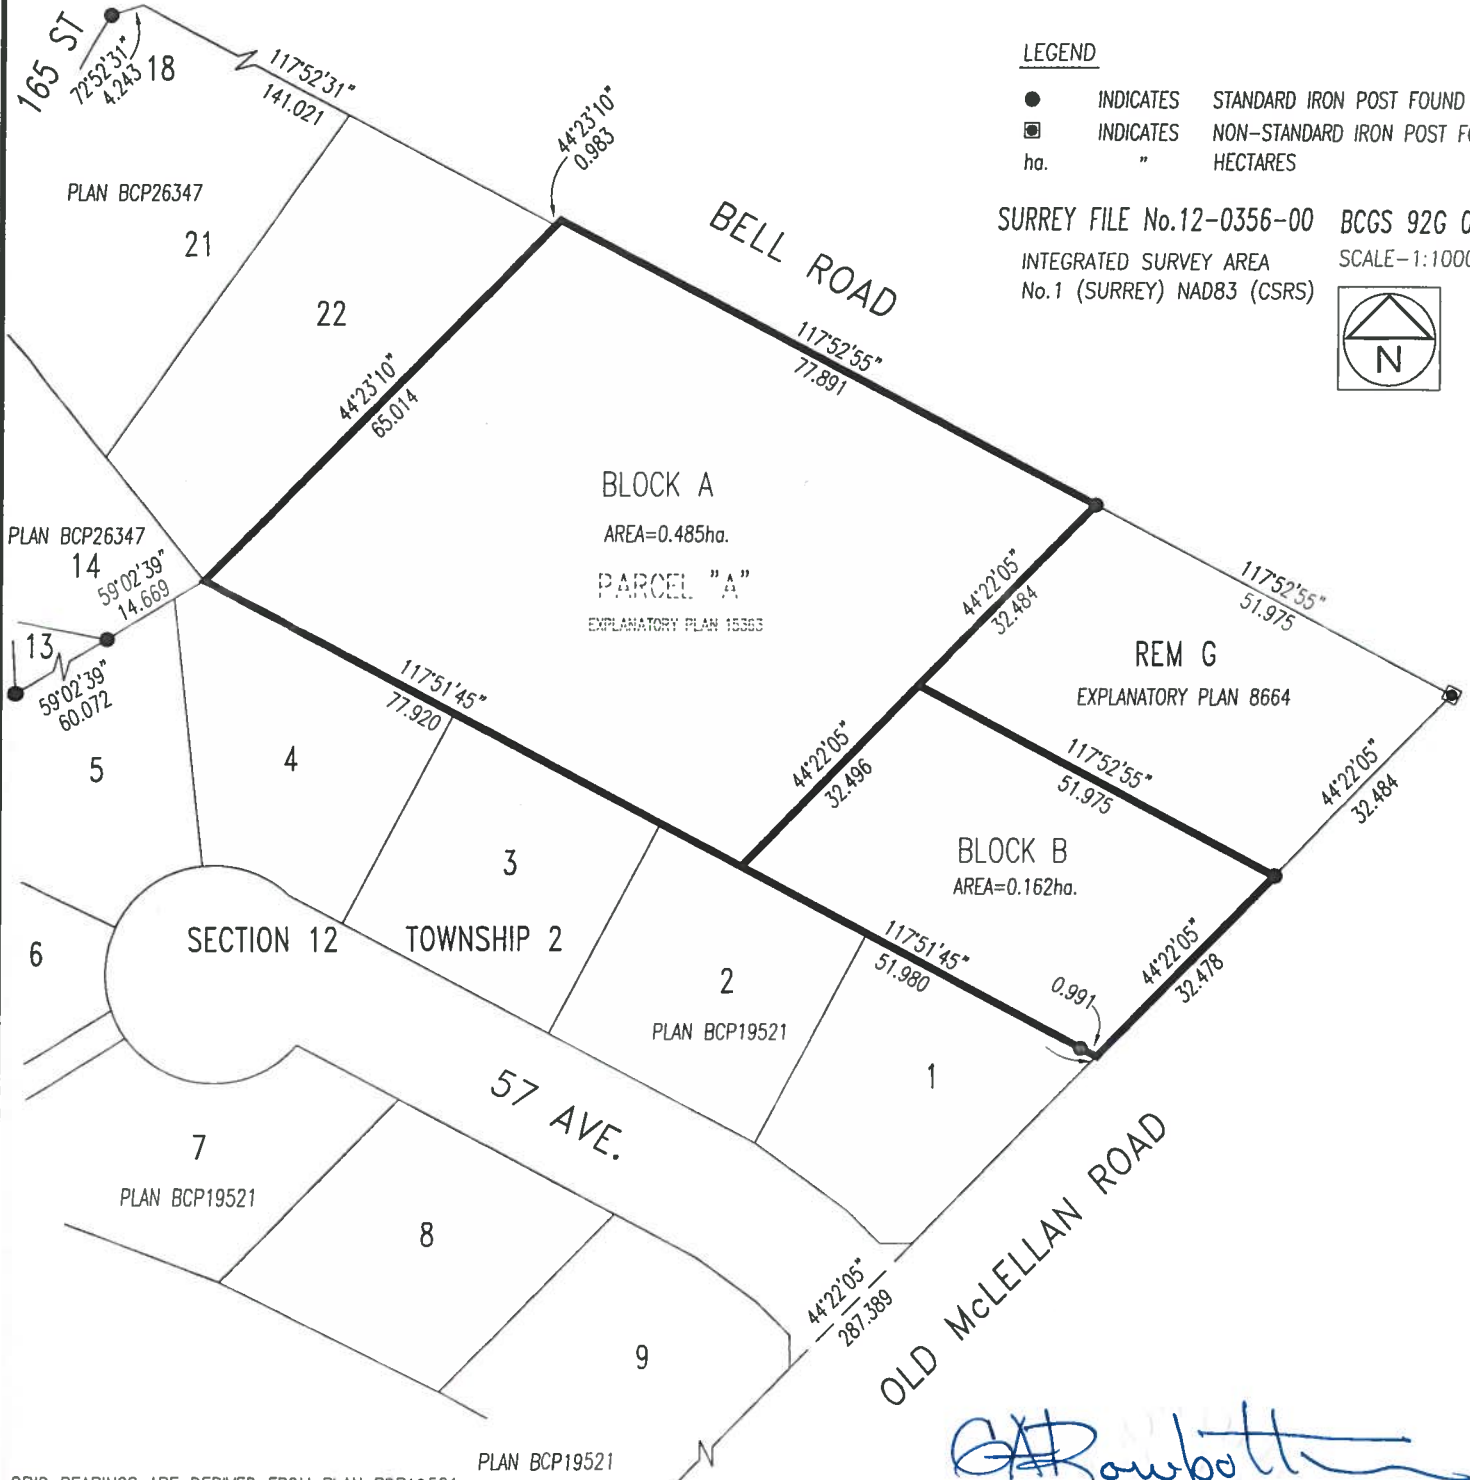 LEGEND
● INDICATES STANDARD IRON POST FOUND
INDICATES NON-STANDARD IRON POST
ha. " HECTARES
SURREY FILE No.12-0356-00 BCGS 92G
INTEGRATED SURVEY AREA SCALE-1:1000
No.1 (SURREY) NAD83 (CSRS)
N
165 ST
72°52'31"
4.243
18
117°52'31"
141.021
44°23'10"
0.983
PLAN BCP26347
21
22
BELL ROAD
117°52'55"
77.891
44°23'10"
65.014
BLOCK A
AREA=0.485ha.
PARCEL "A"
EXPLANATORY PLAN 15363
PLAN BCP26347
14
59°02'39"
14.669
13
59°02'39"
60.072
44°22'05"
32.484
117°52'55"
51.975
REM G
EXPLANATORY PLAN 8664
117°51'45"
77.920
44°22'05"
32.496
117°52'55"
51.975
44°22'05"
32.484
5
4
3
BLOCK B
AREA=0.162ha.
6
SECTION 12
TOWNSHIP 2
2
PLAN BCP19521
117°51'45"
51.980
0.991
44°22'05"
32.478
1
57 AVE.
7
PLAN BCP19521
8
9
44°22'05"
287.389
OLD McLELLAN ROAD
PLAN BCP19521
GRID BEARINGS ARE DERIVED FROM PLAN BCP19521